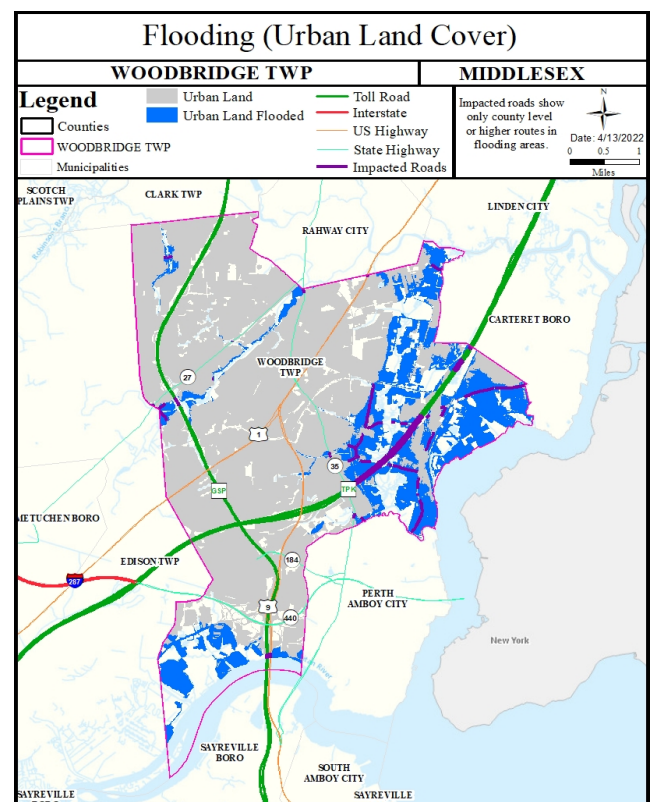 Flooding (Urban Land Cover)
WOODBRIDGE TWP
MIDDLESEX
Legend
Counties
WOODBRIDGE TWP
Municipalities
Urban Land
Urban Land Flooded
Toll Road
Interstate
US Highway
State Highway
Impacted Roads
Impacted roads show
only county level
or higher routes in
flooding areas.
N
Date: 4/13/2022
0 0.5 1
Miles
SCOTCH
PLAINS TWP
CLARK TWP
LINDEN CITY
RAHWAY CITY
CARTERET BORO
WOODBRIDGE
TWP
27
1
35
GSP
TPK
METUCHEN BORO
EDISON TWP
184
287
PERTH
AMBOY CITY
9
440
New York
River
SAYREVILLE
BORO
SOUTH
AMBOY CITY
SAYREVILLE
BORO
SAYREVILLE